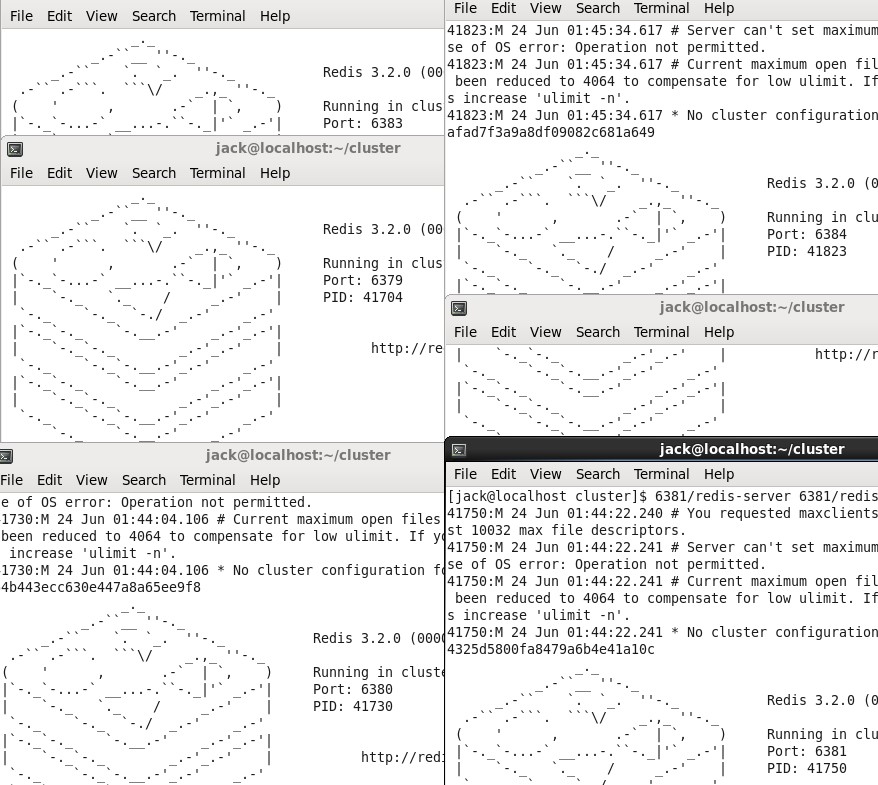 File Edit View Search Terminal Help
Redis 3.2.0 (00
Running in clus
Port: 6383
jack@localhost:~/cluster
File Edit View Search Terminal Help
Redis 3.2.0 (00
Running in clus
Port: 6379
PID: 41704
http://re
jack@localhost:~/cluster
File Edit View Search Terminal Help
e of OS error: Operation not permitted.
1730:M 24 Jun 01:44:04.106 # Current maximum open files
been reduced to 4064 to compensate for low ulimit. If yo
increase 'ulimit -n'.
1730:M 24 Jun 01:44:04.106 * No cluster configuration fo
4b443ecc630e447a8a65ee9f8
Redis 3.2.0 (0000
Running in cluste
Port: 6380
PID: 41730
http://redi
File Edit View Search Terminal Help
41823:M 24 Jun 01:45:34.617 # Server can't set maximum
se of OS error: Operation not permitted.
41823:M 24 Jun 01:45:34.617 # Current maximum open fil
been reduced to 4064 to compensate for low ulimit. If
s increase 'ulimit -n'.
41823:M 24 Jun 01:45:34.617 * No cluster configuration
afad7f3a9a8df09082c681a649
Redis 3.2.0 (0
Running in clu
Port: 6384
PID: 41823
jack@localhost:~/cluster
File Edit View Search Terminal Help
http://r
jack@localhost:~/cluster
File Edit View Search Terminal Help
[jack@localhost cluster]$ 6381/redis-server 6381/redis
41750:M 24 Jun 01:44:22.240 # You requested maxclients
st 10032 max file descriptors.
41750:M 24 Jun 01:44:22.241 # Server can't set maximum
se of OS error: Operation not permitted.
41750:M 24 Jun 01:44:22.241 # Current maximum open fil
been reduced to 4064 to compensate for low ulimit. If
s increase 'ulimit -n'.
41750:M 24 Jun 01:44:22.241 * No cluster configuration
4325d5800fa8479a6b4e41a10c
Redis 3.2.0 (0
Running in clu
Port: 6381
PID: 41750